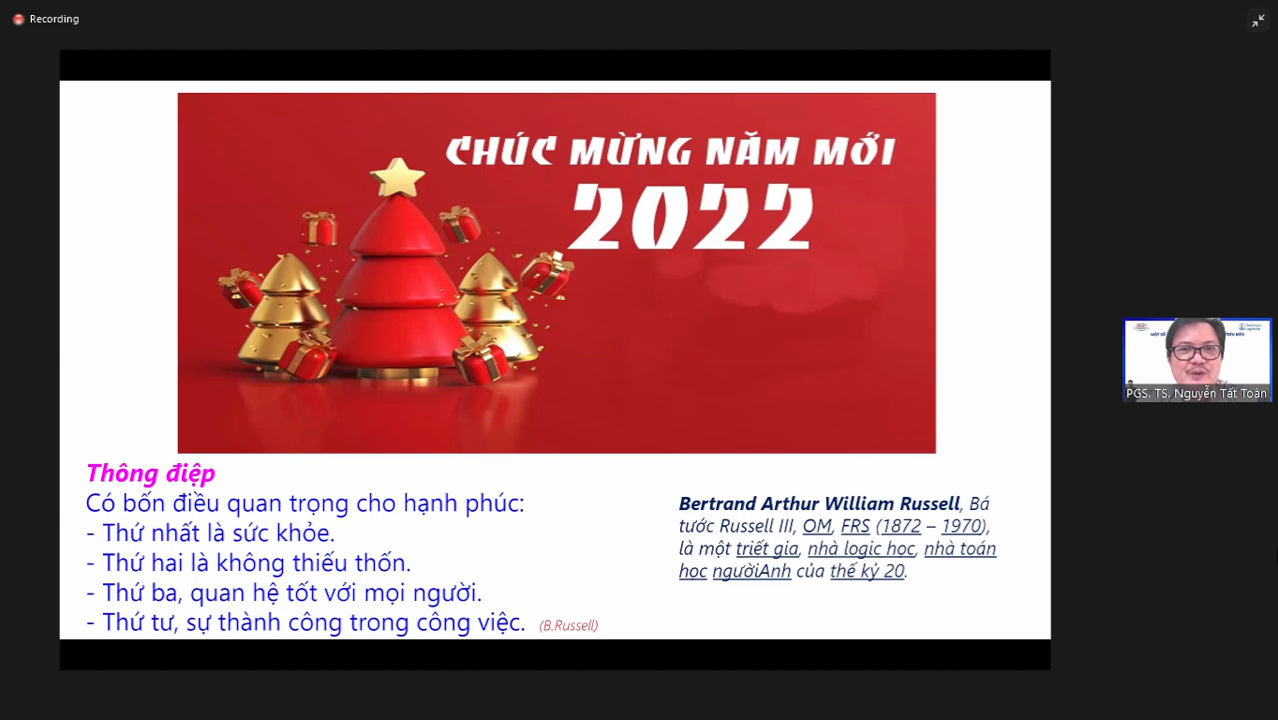 Recording
CHÚC MỪNG NĂM MỚI
2022
Thông điệp
Có bốn điều quan trọng cho hạnh phúc:
- Thứ nhất là sức khỏe.
- Thứ hai là không thiếu thốn.
- Thứ ba, quan hệ tốt với mọi người.
- Thứ tư, sự thành công trong công việc. (B.Russell)
Bertrand Arthur William Russell, Bá
tước Russell III, OM, FRS (1872 – 1970),
là một triết gia, nhà logic học, nhà toán
học ngườiAnh của thế kỷ 20.
PGS. TS. Nguyễn Tất Toàn